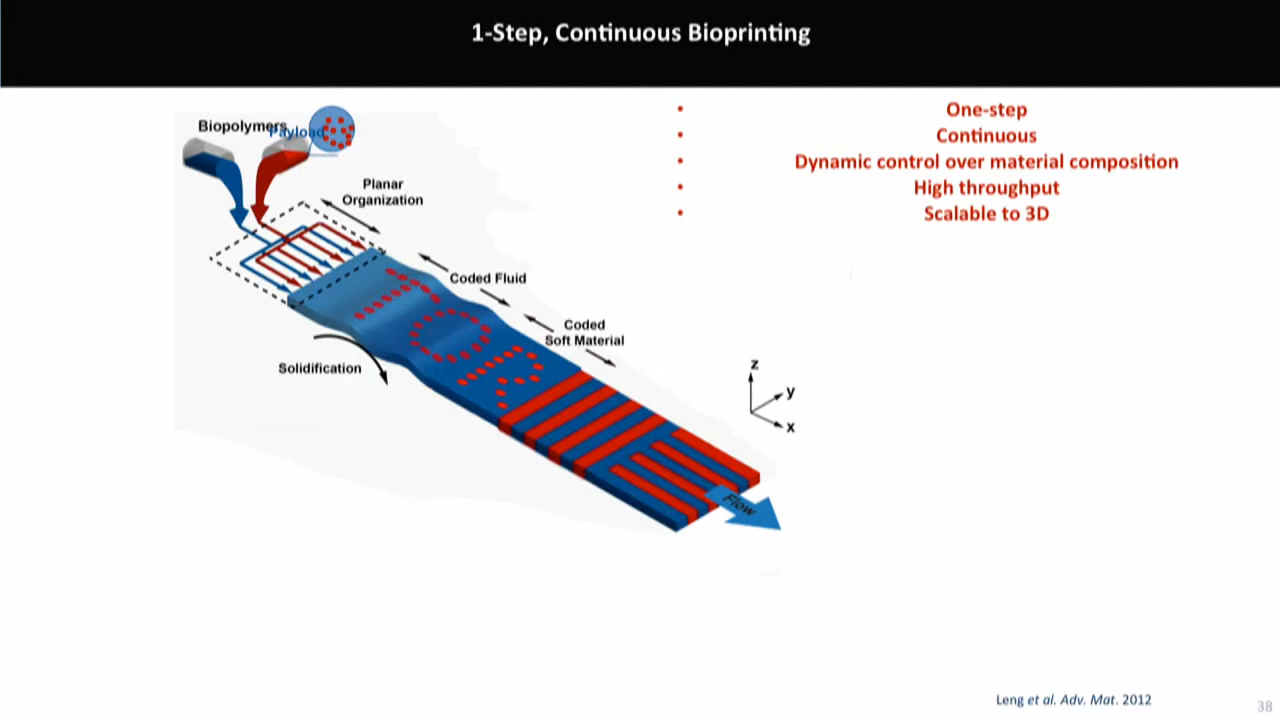 1-Step, Continuous Bioprinting
Biopolymers
Payload
Planar
Organization
Coded Fluid
Coded
Soft Material
Solidification
z
y
x
Flow
• One-step
• Continuous
• Dynamic control over material composition
• High throughput
• Scalable to 3D
Leng et al. Adv. Mat. 2012
38